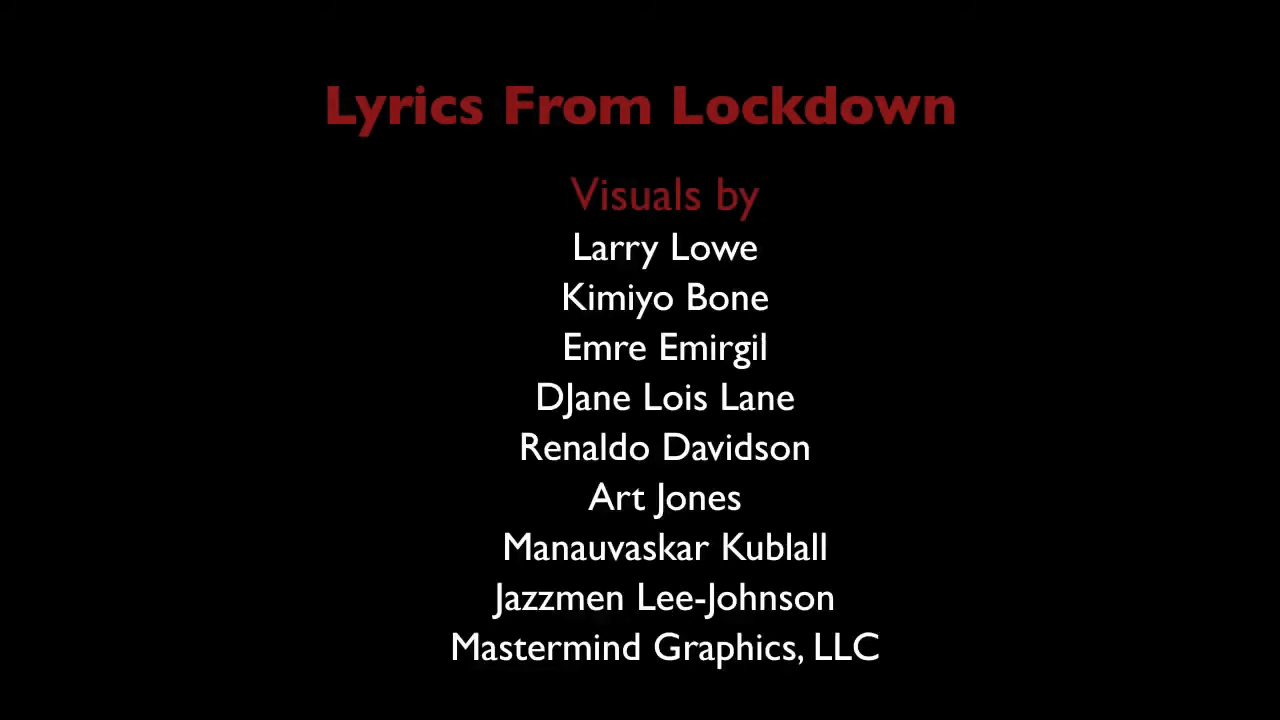 Lyrics From Lockdown
Visuals by
Larry Lowe
Kimiyo Bone
Emre Emirgil
DJane Lois Lane
Renaldo Davidson
Art Jones
Manauvaskar Kublall
Jazzmen Lee-Johnson
Mastermind Graphics, LLC